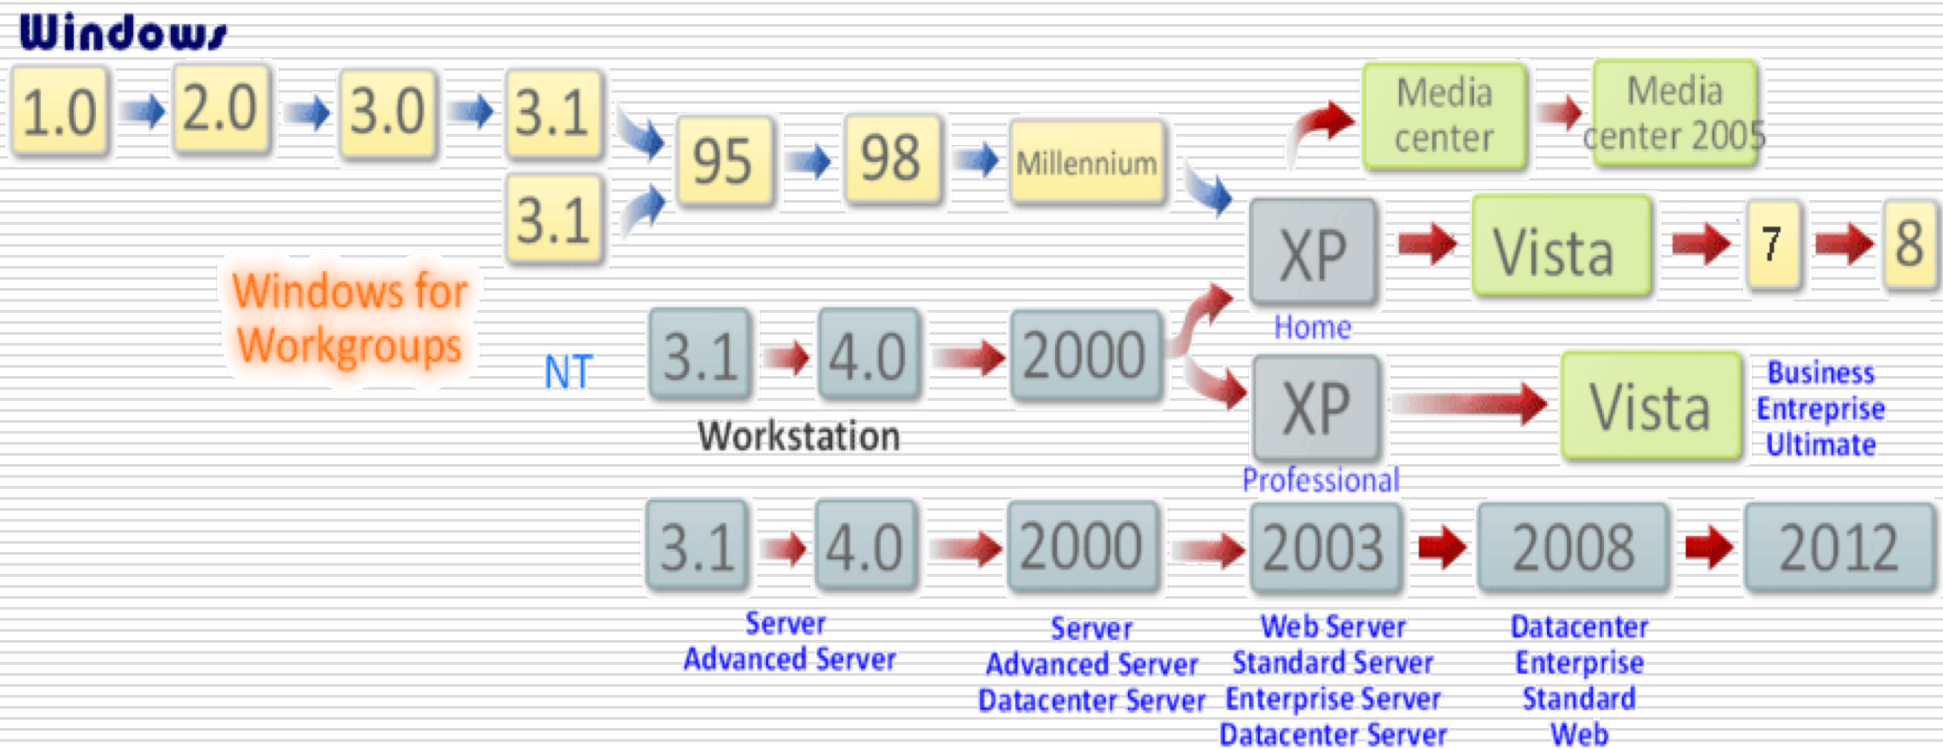 Windows
1.0
2.0
3.0
3.1
3.1
95
98
Millennium
Media
center
Media
center 2005
XP
Home
Vista
7
8
Windows for
Workgroups
NT
3.1
4.0
2000
Workstation
XP
Professional
Vista
Business
Entreprise
Ultimate
3.1
4.0
2000
2003
2008
2012
Server
Advanced Server
Server
Advanced Server
Datacenter Server
Web Server
Standard Server
Enterprise Server
Datacenter Server
Datacenter
Enterprise
Standard
Web